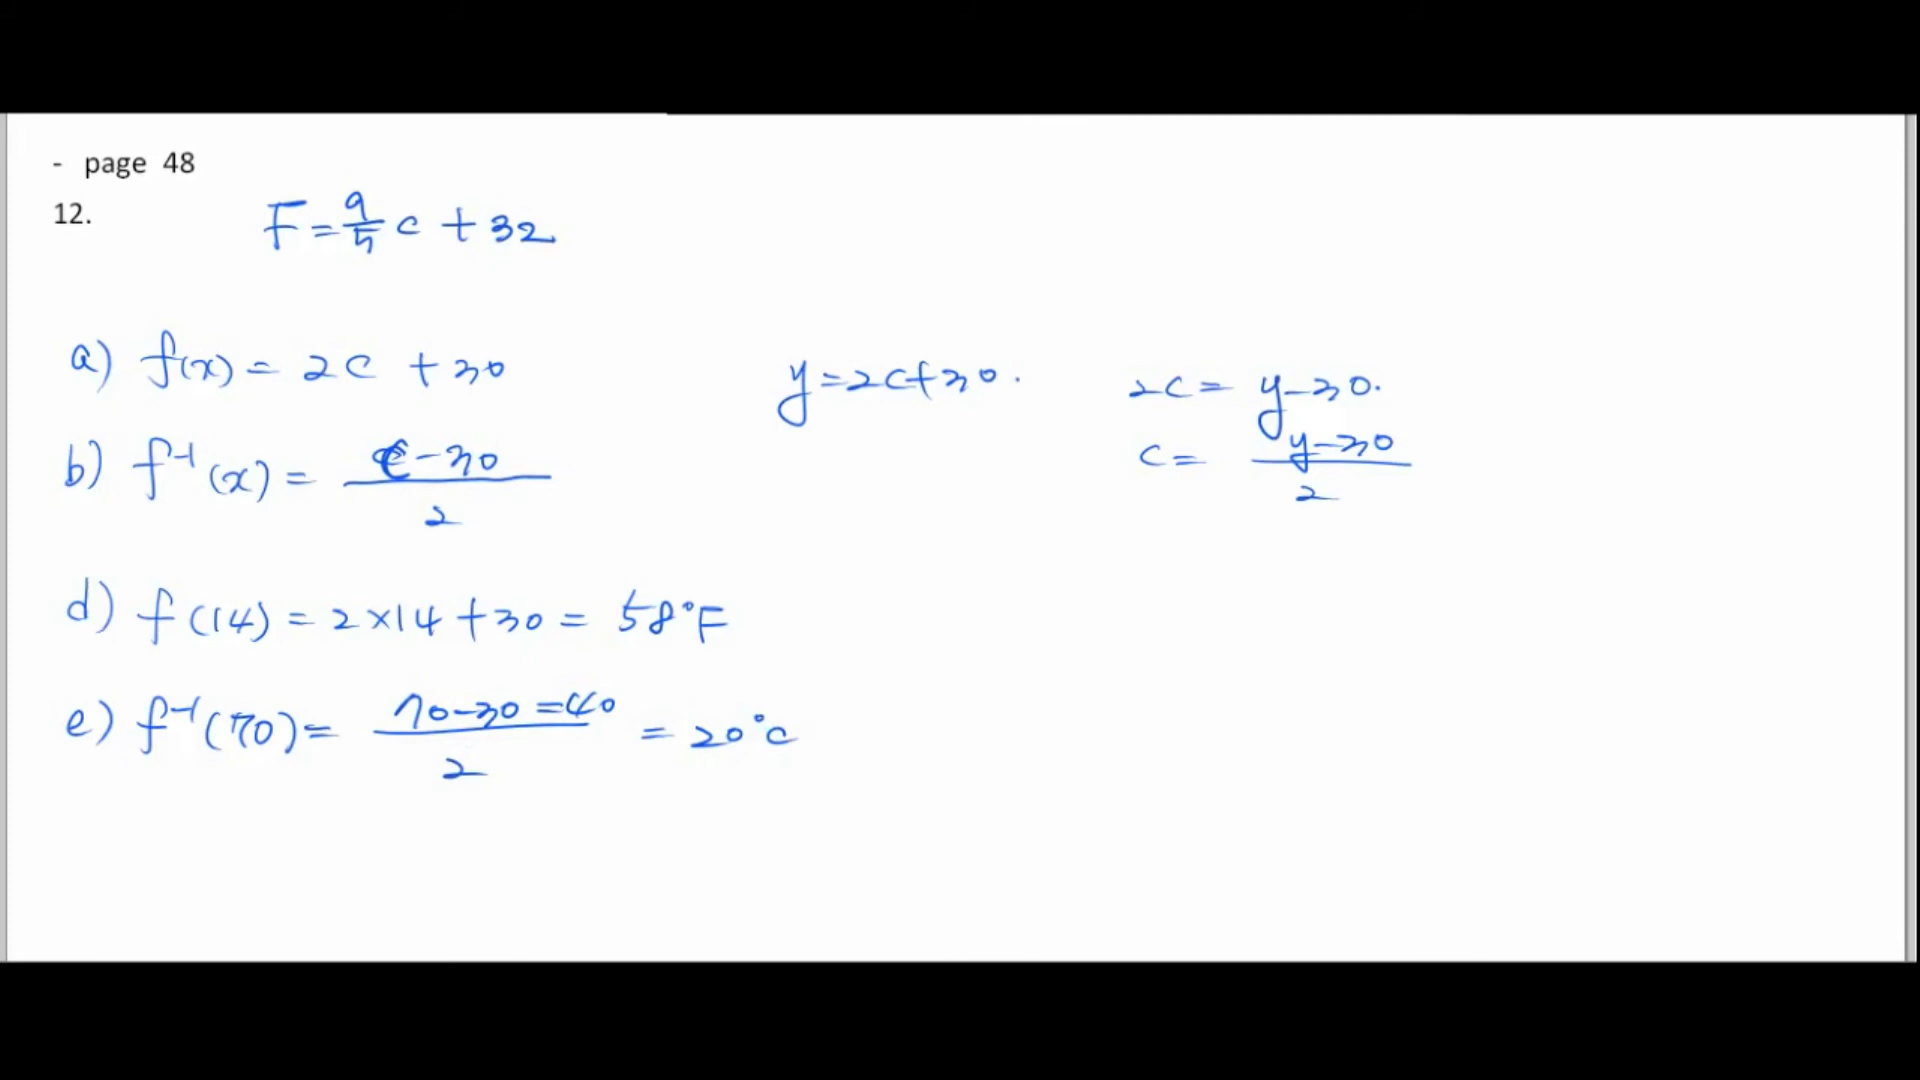 - page 48
12. F = 9/5 c + 32
a) f(x) = 2c + 30
y = 2c + 30.
2c = y - 30.
c = y - 30 / 2
b) f⁻¹(x) = c - 30 / 2
d) f(14) = 2 × 14 + 30 = 58°F
e) f⁻¹(70) = 70 - 30 = 40 / 2 = 20°c